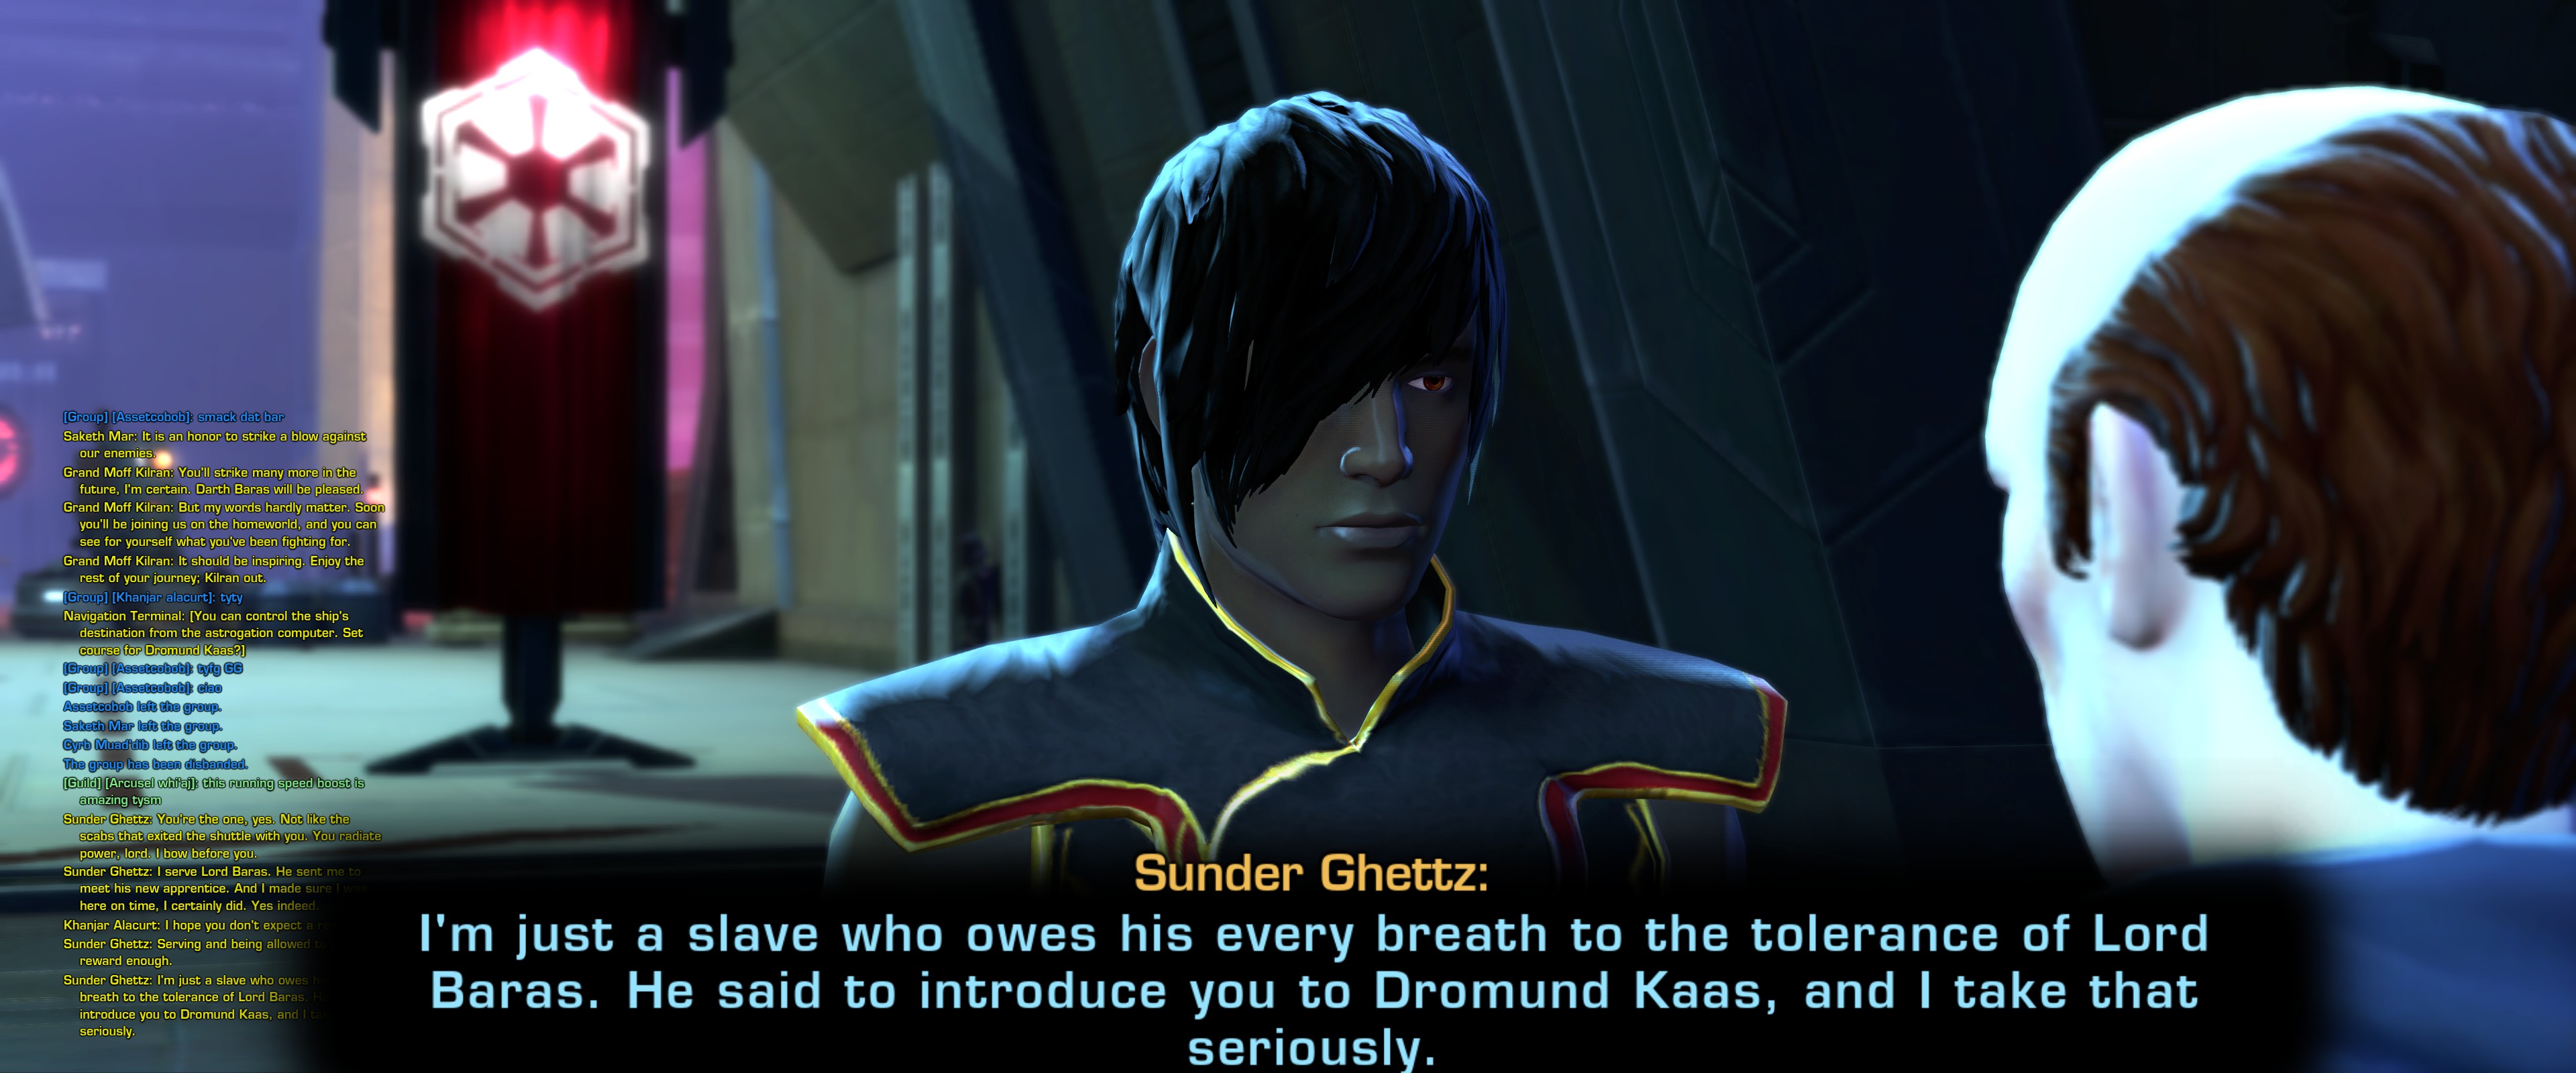 [Group] [Assetcobob]: smack dat bar
Saketh Mar: It is an honor to strike a blow against
our enemies.
Grand Moff Kilran: You'll strike many more in the
future, I'm certain. Darth Baras will be pleased.
Grand Moff Kilran: But my words hardly matter. Soon
you'll be joining us on the homeworld, and you can
see for yourself what you've been fighting for.
Grand Moff Kilran: It should be inspiring. Enjoy the
rest of your journey; Kilran out.
[Group] [Khanjar alacurt]: tyty
Navigation Terminal: [You can control the ship's
destination from the astrogation computer. Set
course for Dromund Kaas?]
[Group] [Assetcobob]: tyfg GG
[Group] [Assetcobob]: ciao
Assetcobob left the group.
Saketh Mar left the group.
Cyrb Muad'dib left the group.
The group has been disbanded.
[Guild] [Arcusel whi'aj]: this running speed boost is
amazing tysm
Sunder Ghettz: You're the one, yes. Not like the
scabs that exited the shuttle with you. You radiate
power, lord. I bow before you.
Sunder Ghettz: I serve Lord Baras. He sent me to
meet his new apprentice. And I made sure I was
here on time, I certainly did. Yes indeed.
Khanjar Alacurt: I hope you don't expect a
Sunder Ghettz: Serving and being allowed to
reward enough.
Sunder Ghettz: I'm just a slave who owes
breath to the tolerance of Lord Baras.
introduce you to Dromund Kaas, and I
seriously.
Sunder Ghettz:
I'm just a slave who owes his every breath to the tolerance of Lord
Baras. He said to introduce you to Dromund Kaas, and I take that
seriously.